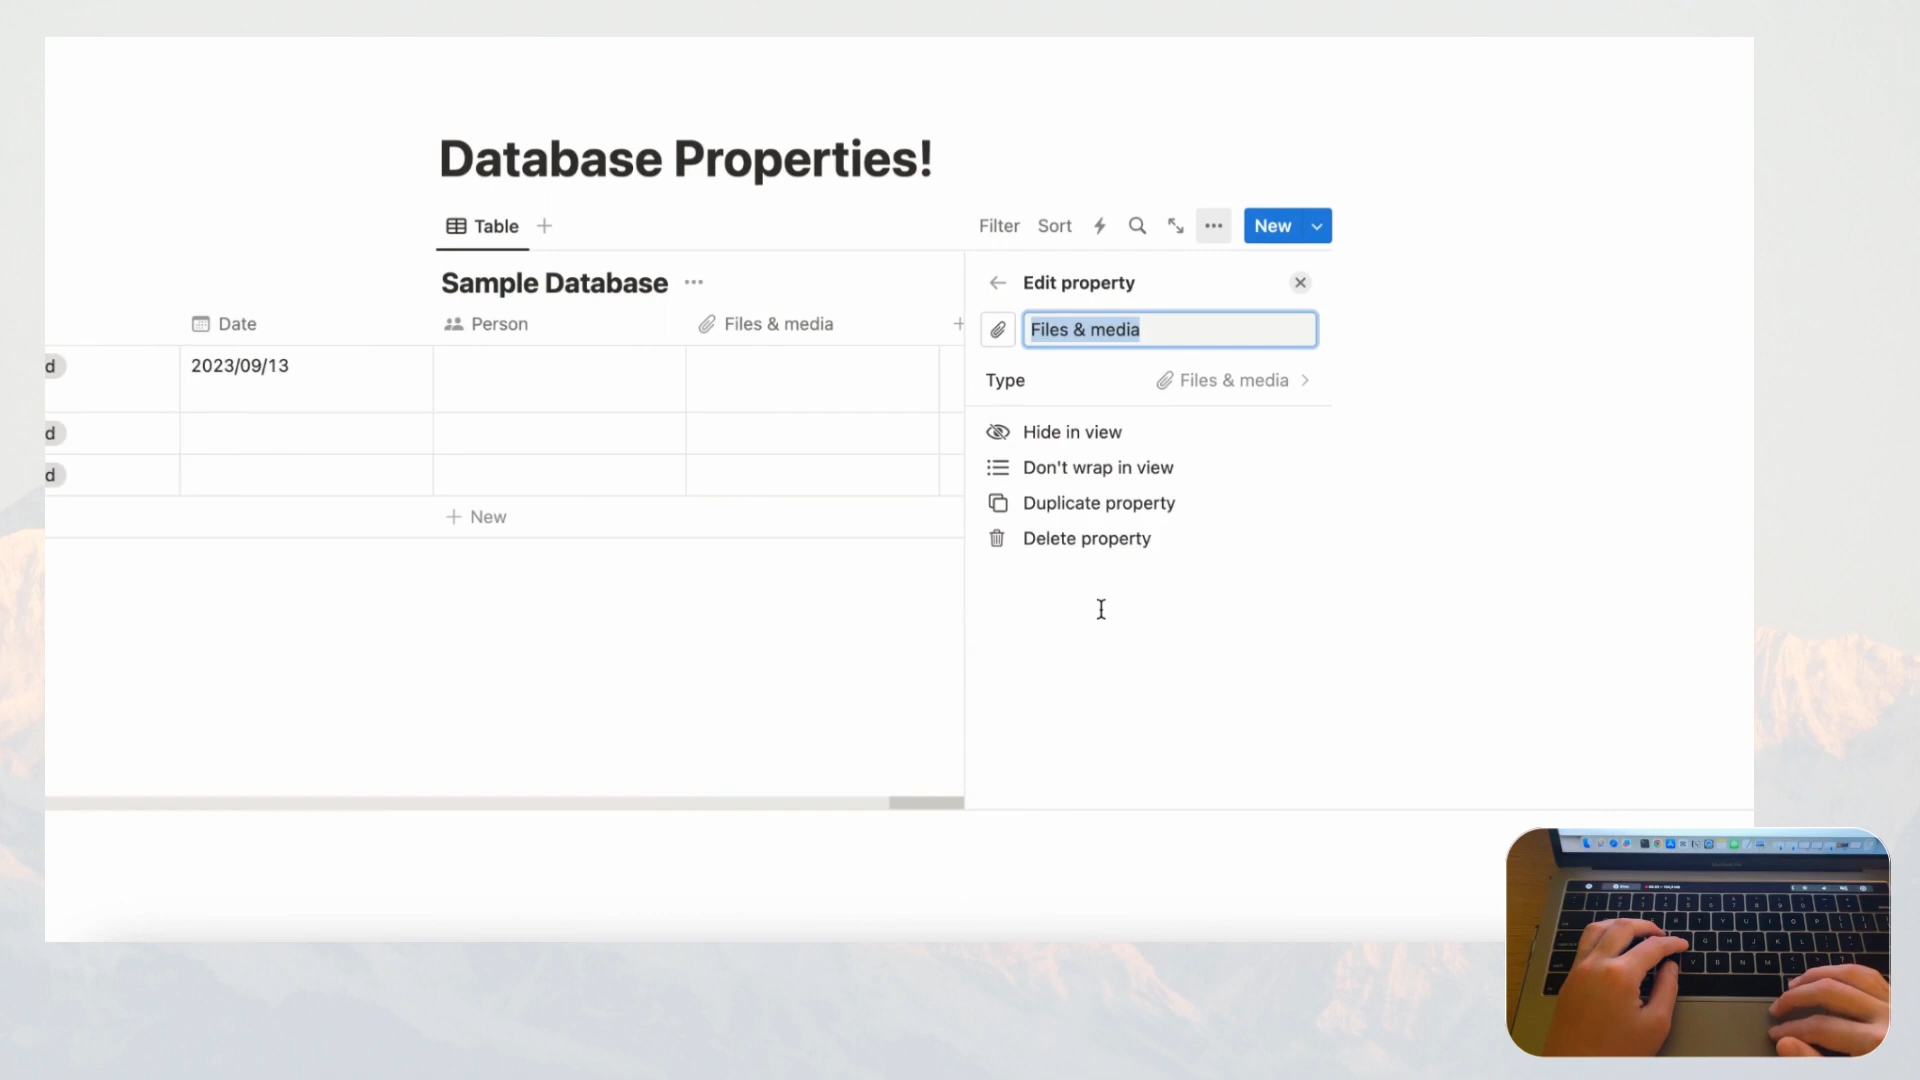 Database Properties!
Table
Filter Sort New
Sample Database
Edit property
Date Person Files & media
Files & media
d 2023/09/13
Type Files & media
d
Hide in view
d
Don't wrap in view
New
Duplicate property
Delete property